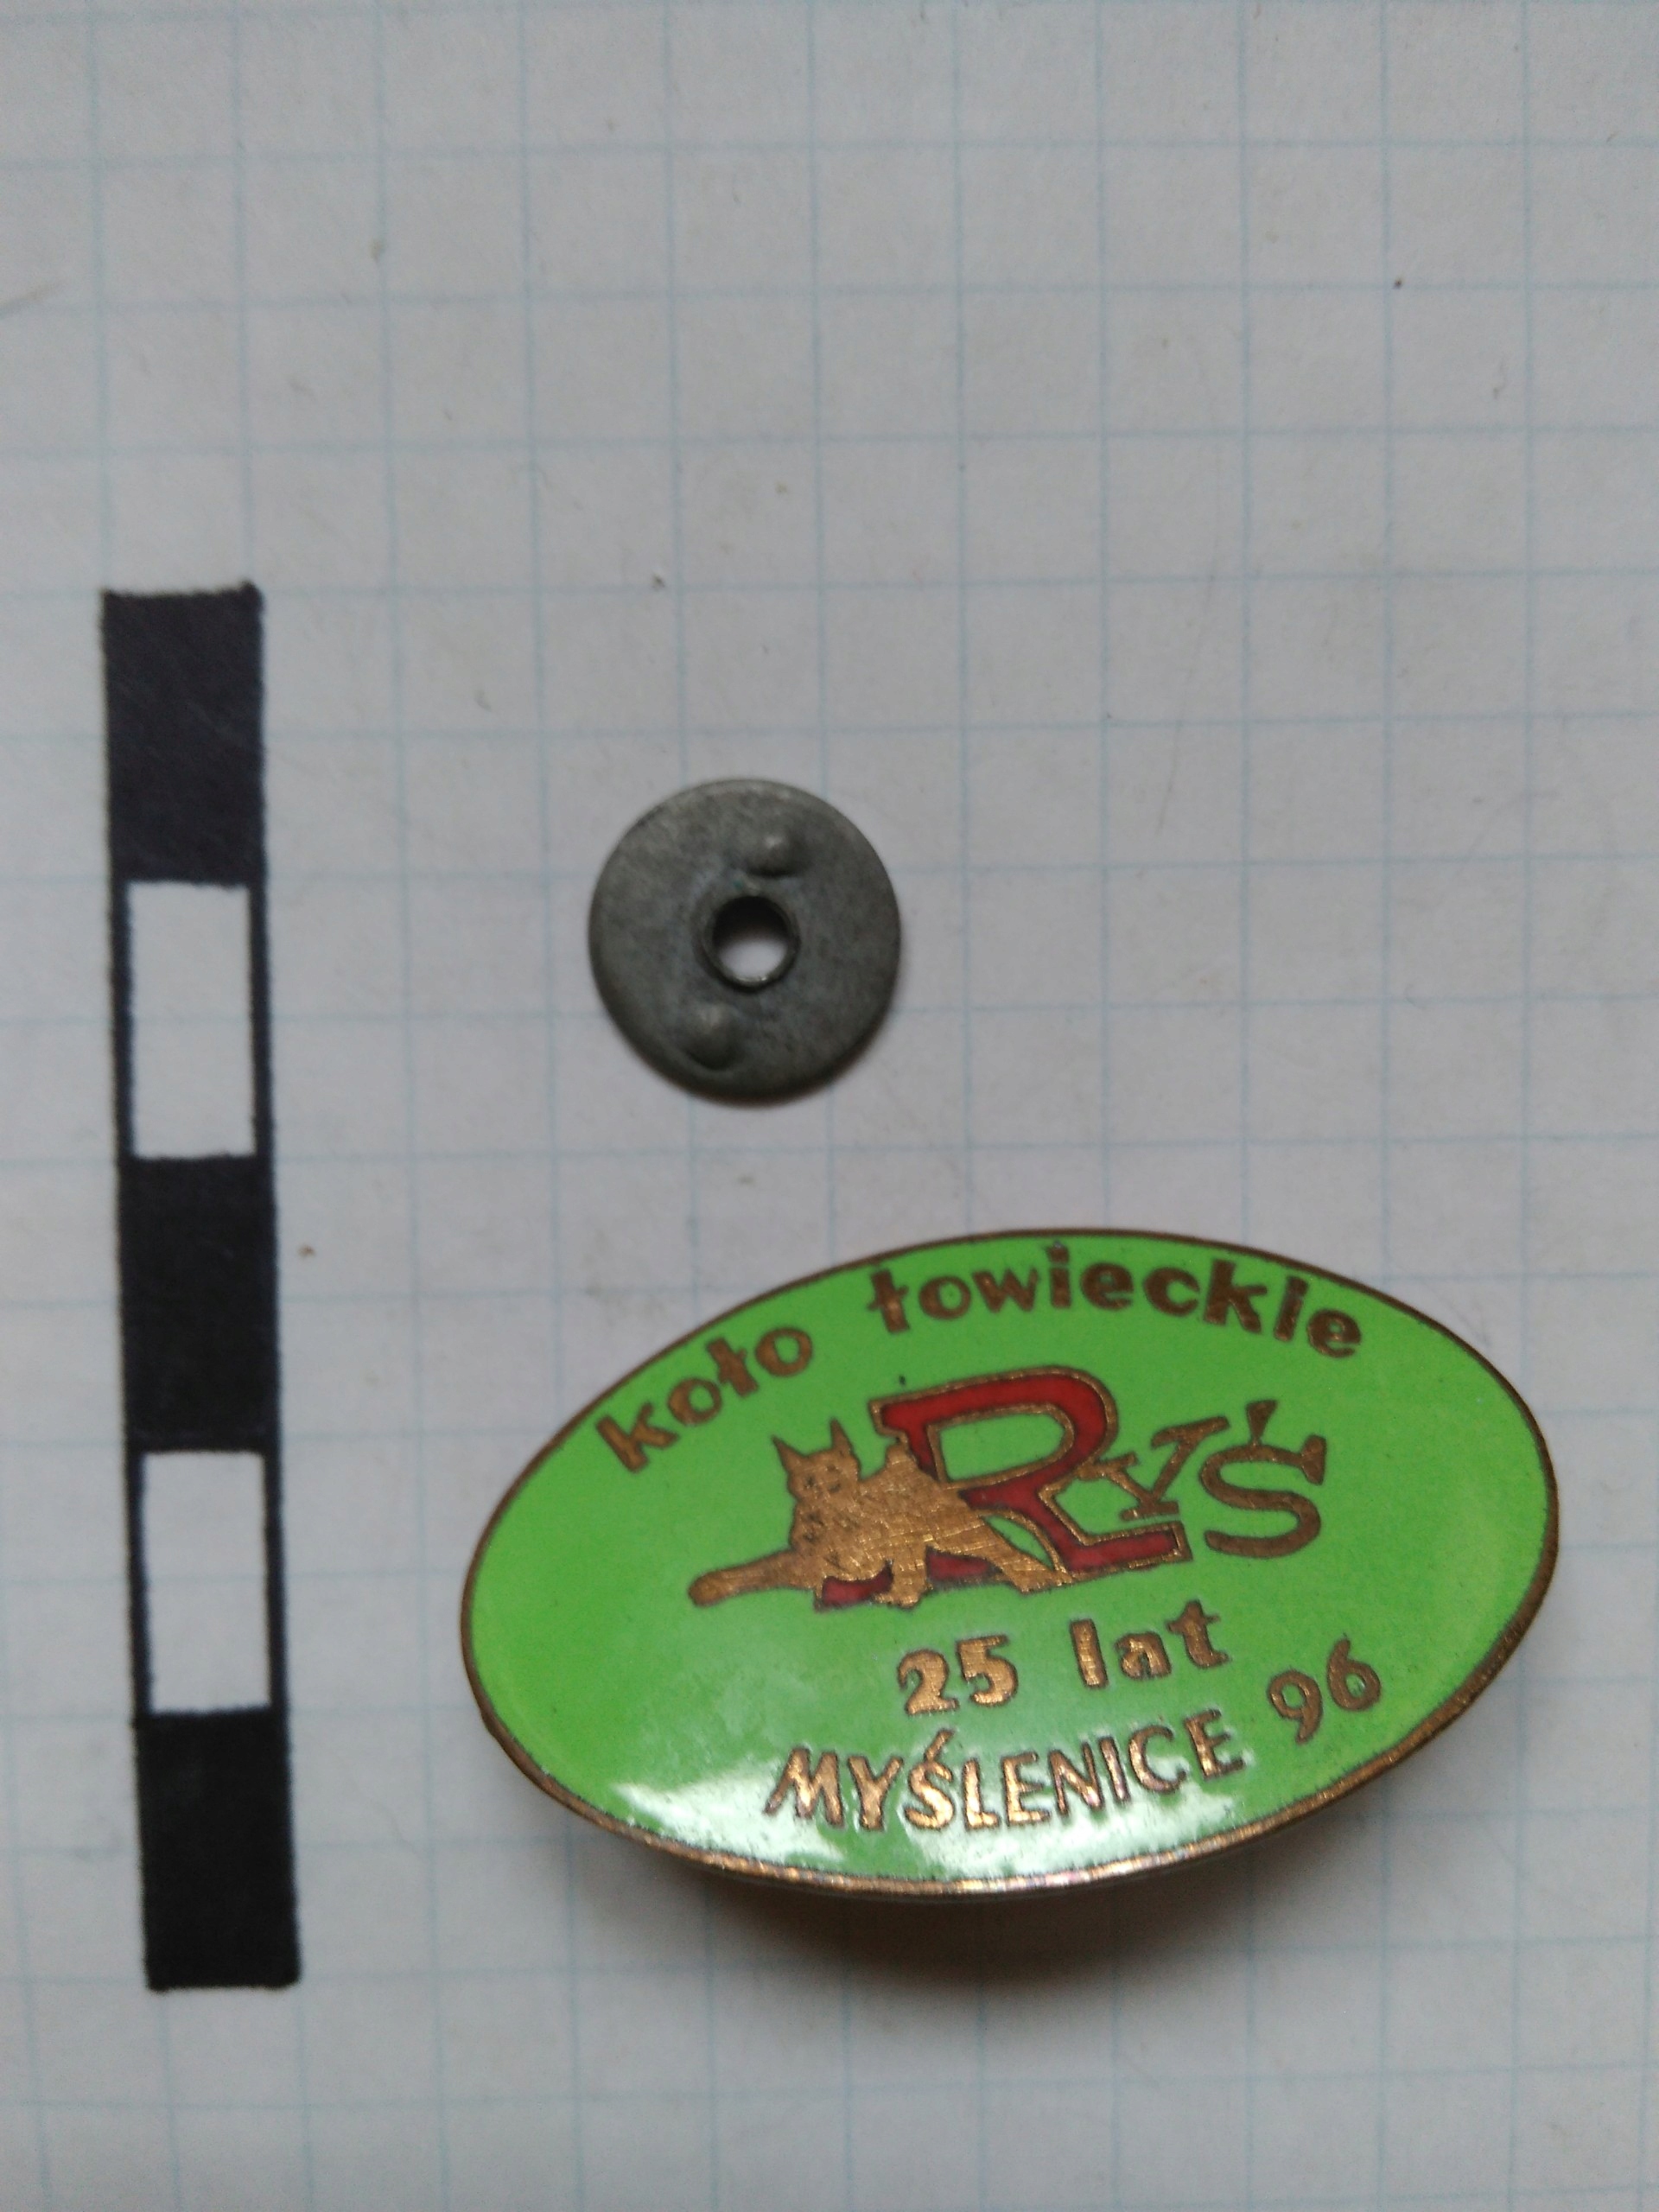 koło łowieckie
RYŚ
25 lat
MYŚLENICE 96